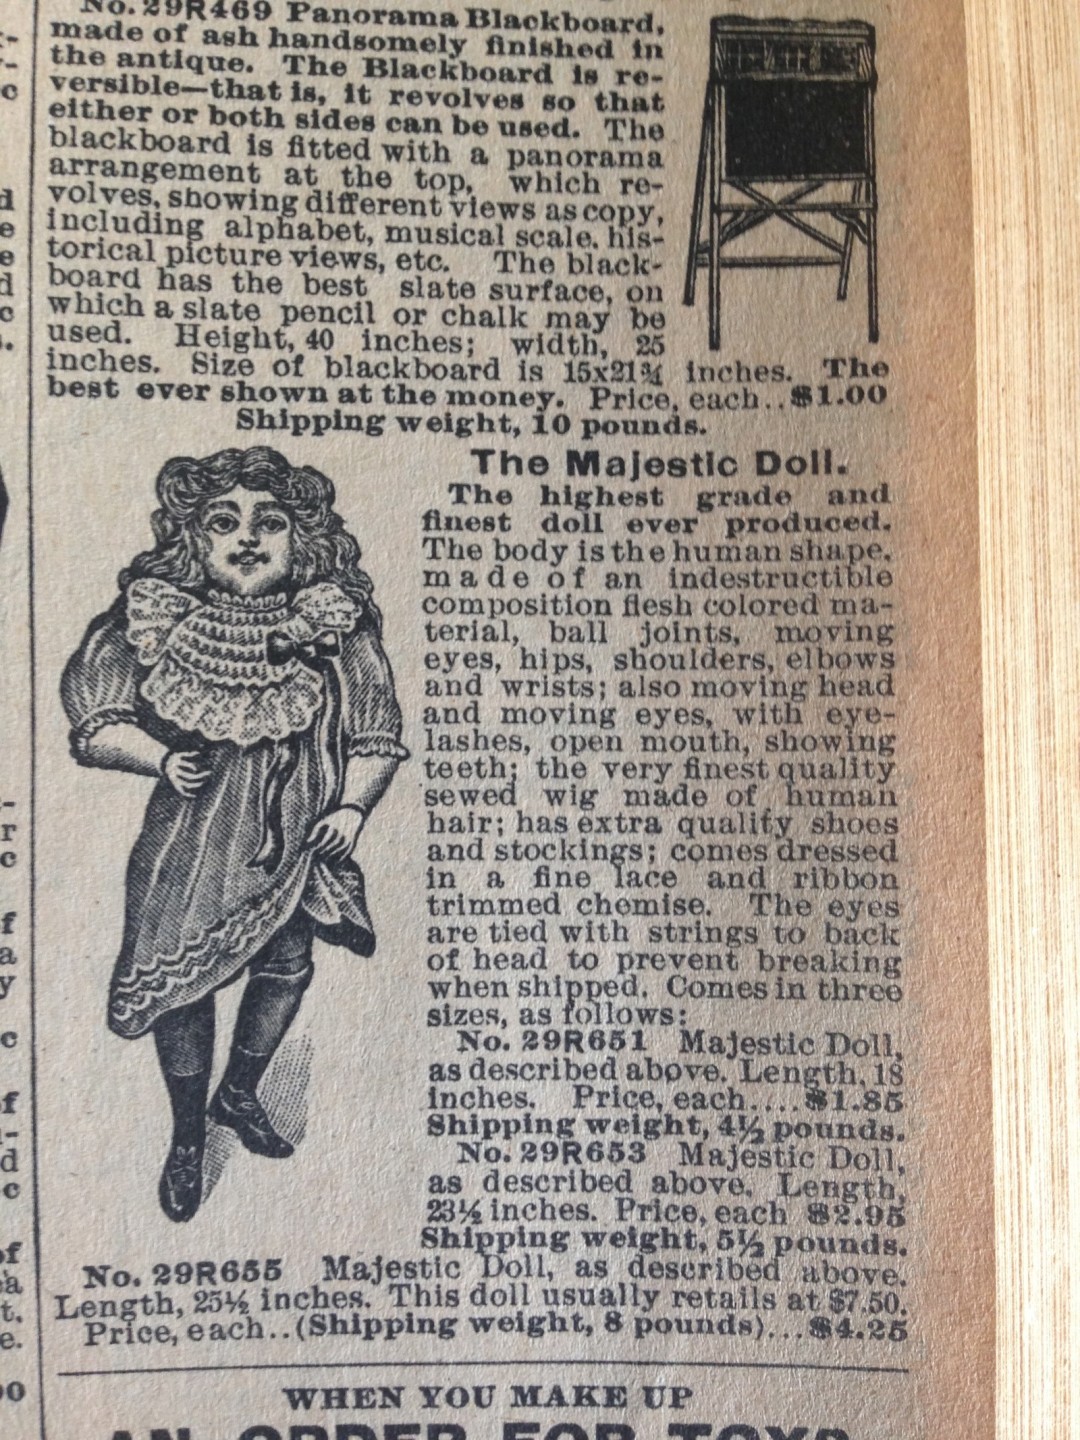 No. 29R469 Panorama Blackboard,
made of ash handsomely finished in
the antique. The Blackboard is re-
versible—that is, it revolves so that
either or both sides can be used. The
blackboard is fitted with a panorama
arrangement at the top, which re-
volves, showing different views as copy,
including alphabet, musical scale, his-
torical picture views, etc. The black-
board has the best slate surface, on
which a slate pencil or chalk may be
used. Height, 40 inches; width, 25
inches. Size of blackboard is 15x21¾ inches. The
best ever shown at the money. Price, each..$1.00
Shipping weight, 10 pounds.
The Majestic Doll.
The highest grade and
finest doll ever produced.
The body is the human shape,
made of an indestructible
composition flesh colored ma-
terial, ball joints, moving
eyes, hips, shoulders, elbows
and wrists; also moving head
and moving eyes, with eye-
lashes, open mouth, showing
teeth; the very finest quality
sewed wig made of human
hair; has extra quality shoes
and stockings; comes dressed
in a fine lace and ribbon
trimmed chemise. The eyes
are tied with strings to back
of head to prevent breaking
when shipped. Comes in three
sizes, as follows:
No. 29R651 Majestic Doll,
as described above. Length, 18
inches. Price, each....$1.85
Shipping weight, 4½ pounds.
No. 29R653 Majestic Doll,
as described above. Length,
23½ inches. Price, each $2.95
Shipping weight, 5½ pounds.
No. 29R655 Majestic Doll, as described above.
Length, 25½ inches. This doll usually retails at $7.50.
Price, each..(Shipping weight, 8 pounds)...$4.25
WHEN YOU MAKE UP
AN ORDER FOR TOYS